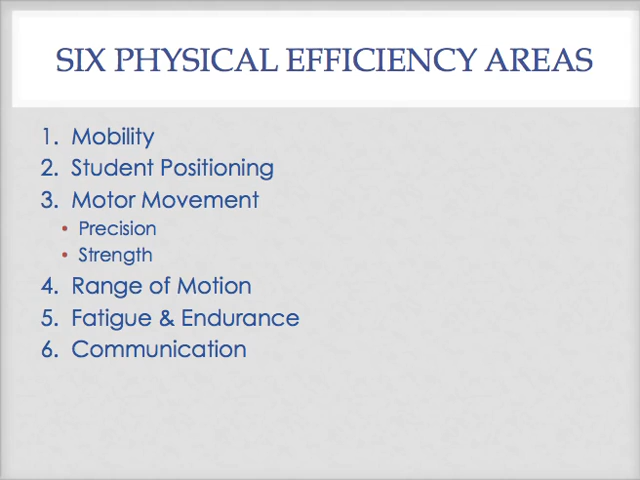 SIX PHYSICAL EFFICIENCY AREAS
1. Mobility
2. Student Positioning
3. Motor Movement
• Precision
• Strength
4. Range of Motion
5. Fatigue & Endurance
6. Communication